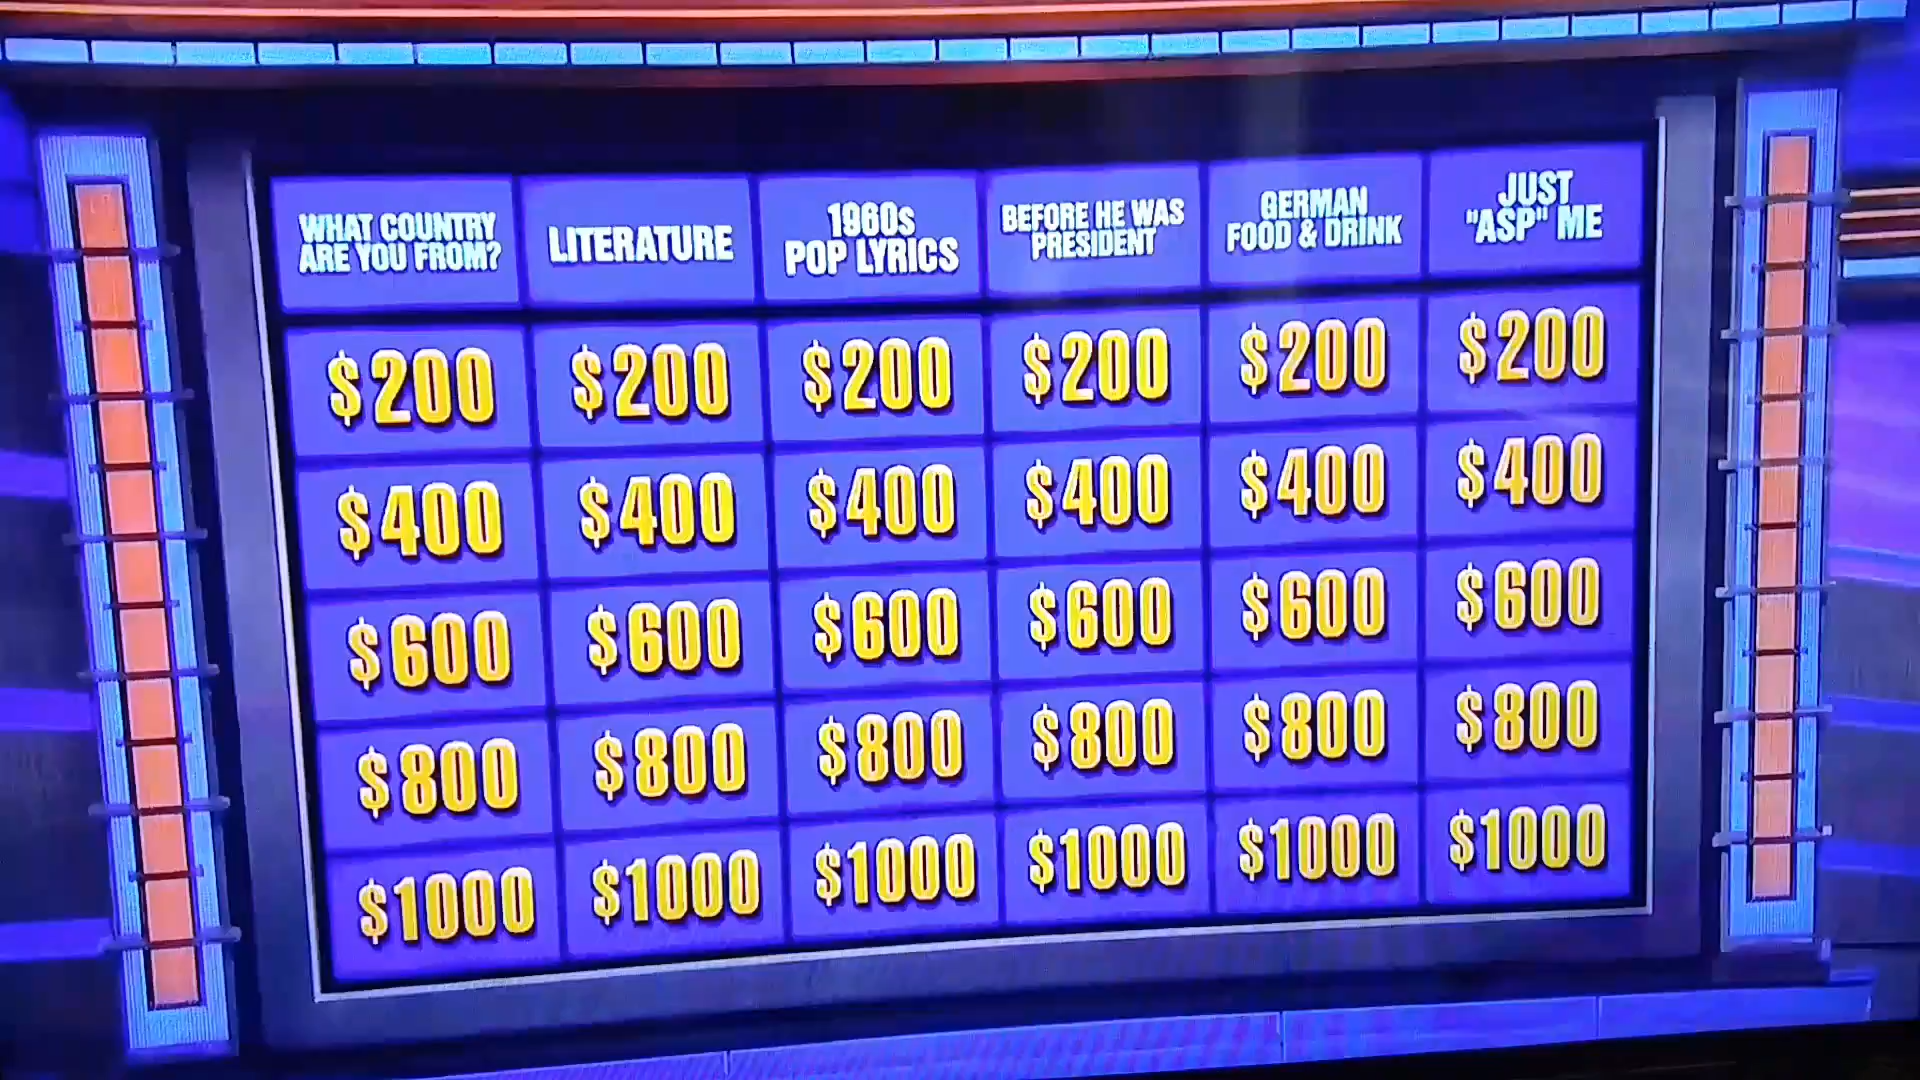 WHAT COUNTRY
ARE YOU FROM?
LITERATURE
1960s
POP LYRICS
BEFORE HE WAS
PRESIDENT
GERMAN
FOOD & DRINK
JUST
"ASP" ME
$200 $200 $200 $200 $200 $200
$400 $400 $400 $400 $400 $400
$600 $600 $600 $600 $600 $600
$800 $800 $800 $800 $800 $800
$1000 $1000 $1000 $1000 $1000 $1000